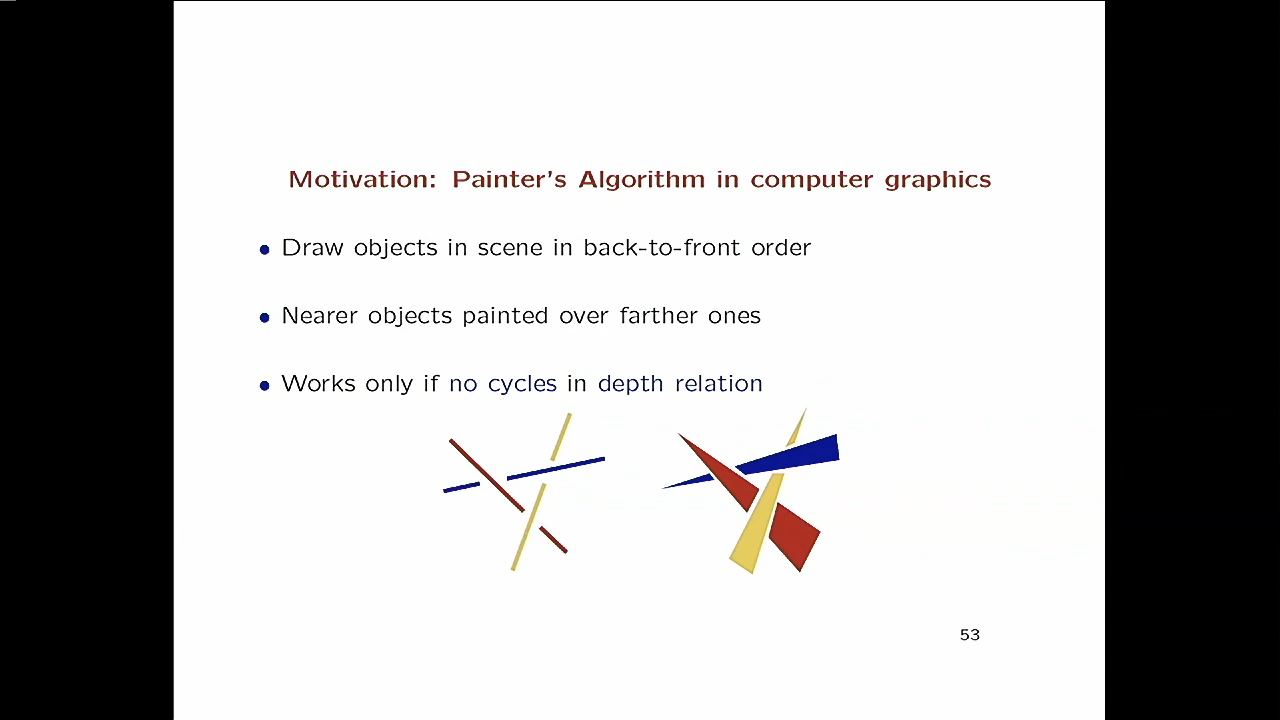 Motivation: Painter's Algorithm in computer graphics
• Draw objects in scene in back-to-front order
• Nearer objects painted over farther ones
• Works only if no cycles in depth relation
53